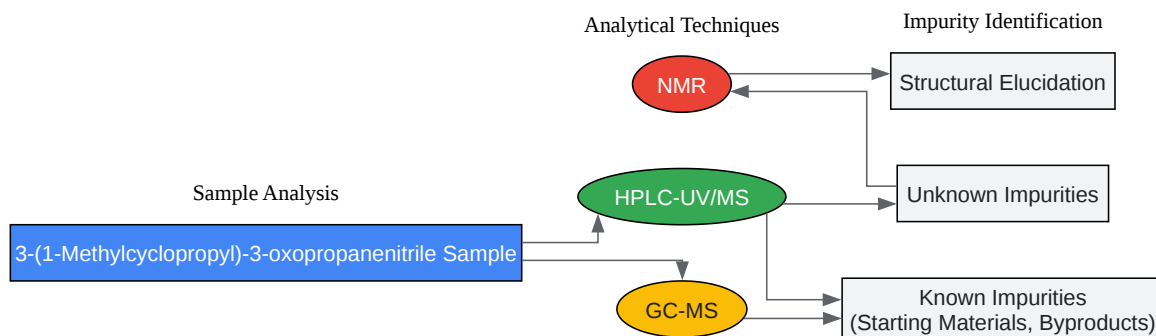 Analytical Techniques
Impurity Identification
NMR
Structural Elucidation
Sample Analysis
HPLC-UV/MS
Unknown Impurities
3-(1-Methylcyclopropyl)-3-oxopropanenitrile Sample
GC-MS
Known Impurities
(Starting Materials, Byproducts)